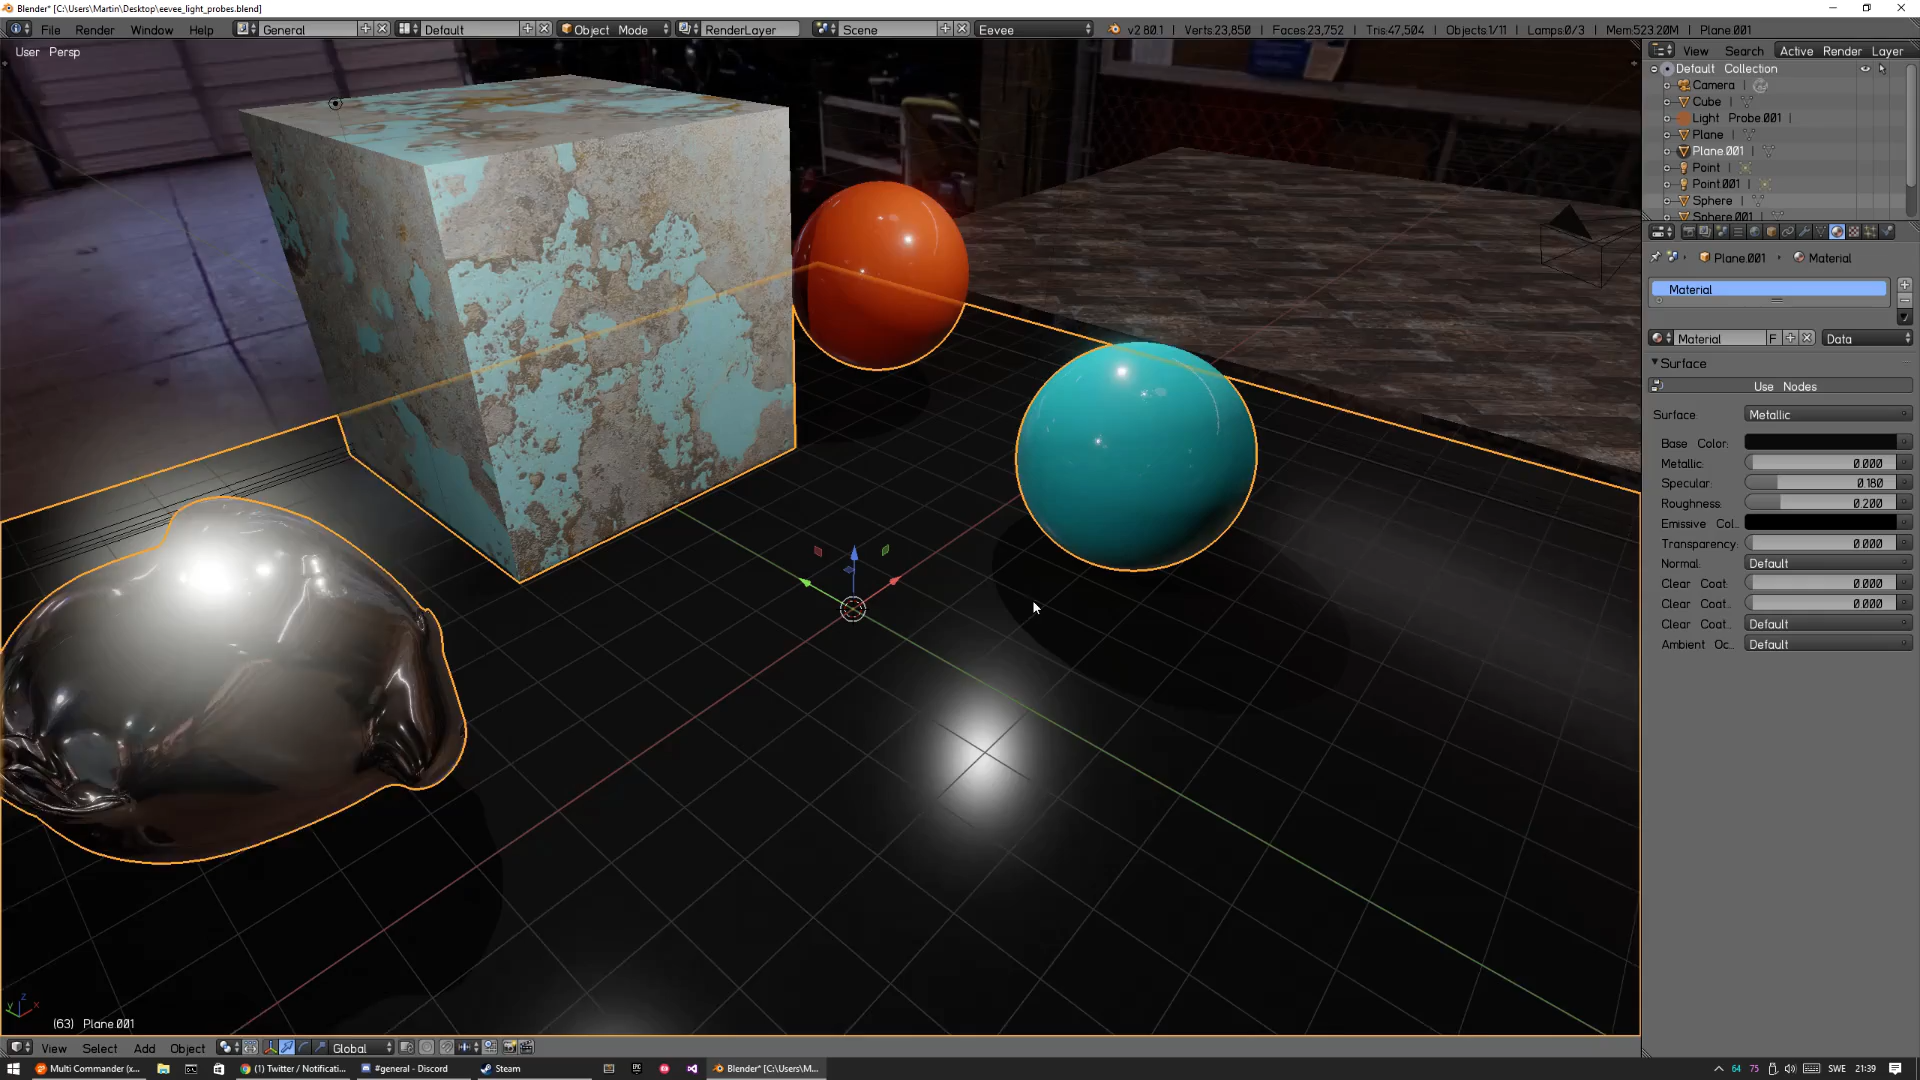 Blender* [C:\Users\Martin\Desktop\eevee_light_probes.blend]
File Render Window Help General Default Object Mode RenderLayer Scene Eevee v2.80.1 | Verts:23,850 | Faces:23,752 | Tris:47,504 | Objects:1/11 | Lamps:0/3 | Mem:523.20M | Plane.001
User Persp
View Search Active Render Layer
Default Collection
Camera
Cube
Light Probe.001
Plane
Plane.001
Point
Point.001
Sphere
Sphere.001
Plane.001 Material
Material
Material F Data
Surface
Use Nodes
Surface: Metallic
Base Color:
Metallic: 0.000
Specular: 0.180
Roughness: 0.200
Emissive Col..
Transparency: 0.000
Normal: Default
Clear Coat: 0.000
Clear Coat.. 0.000
Clear Coat.. Default
Ambient Oc.. Default
z
y x
(63) Plane.001
View Select Add Object Global
Multi Commander (x... (1) Twitter / Notificati... #general - Discord Steam Blender* [C:\Users\M... 64 75 SWE 21:39